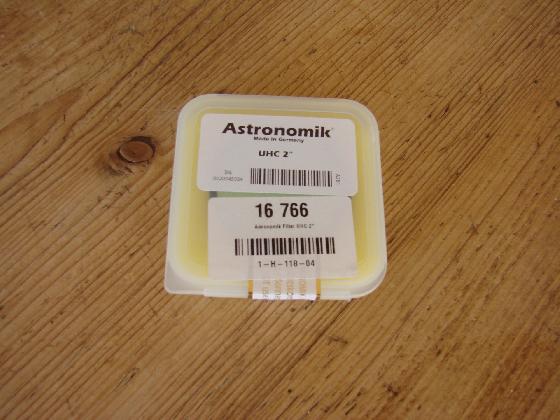 Astronomik
Made in Germany
UHC 2"
16 766
Astronomik Filter UHC 2"
1-H-118-04